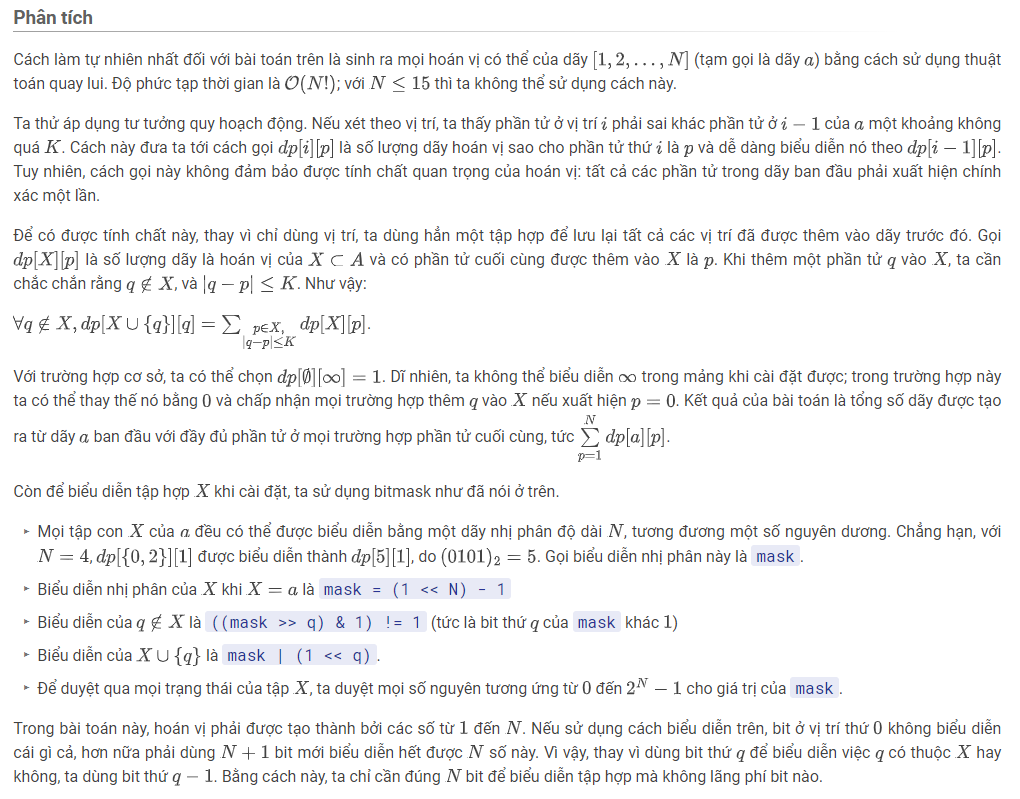 Phân tích
Cách làm tự nhiên nhất đối với bài toán trên là sinh ra mọi hoán vị có thể của dãy [1, 2, …, N] (tạm gọi là dãy a) bằng cách sử dụng thuật
toán quay lui. Độ phức tạp thời gian là O(N!); với N ≤ 15 thì ta không thể sử dụng cách này.
Ta thử áp dụng tư tưởng quy hoạch động. Nếu xét theo vị trí, ta thấy phần tử ở vị trí i phải sai khác phần tử ở i − 1 của a một khoảng không
quá K. Cách này đưa ta tới cách gọi dp[i][p] là số lượng dãy hoán vị sao cho phần tử thứ i là p và dễ dàng biểu diễn nó theo dp[i − 1][p].
Tuy nhiên, cách gọi này không đảm bảo được tính chất quan trọng của hoán vị: tất cả các phần tử trong dãy ban đầu phải xuất hiện chính
xác một lần.
Để có được tính chất này, thay vì chỉ dùng vị trí, ta dùng hẳn một tập hợp để lưu lại tất cả các vị trí đã được thêm vào dãy trước đó. Gọi
dp[X][p] là số lượng dãy là hoán vị của X ⊂ A và có phần tử cuối cùng được thêm vào X là p. Khi thêm một phần tử q vào X, ta cần
chắc chắn rằng q ∉ X, và |q − p| ≤ K. Như vậy:
∀q ∉ X, dp[X ∪ {q}][q] = ∑ p∈X, |q−p|≤K dp[X][p].
Với trường hợp cơ sở, ta có thể chọn dp[∅][∞] = 1. Dĩ nhiên, ta không thể biểu diễn ∞ trong mảng khi cài đặt được; trong trường hợp này
ta có thể thay thế nó bằng 0 và chấp nhận mọi trường hợp thêm q vào X nếu xuất hiện p = 0. Kết quả của bài toán là tổng số dãy được tạo
ra từ dãy a ban đầu với đầy đủ phần tử ở mọi trường hợp phần tử cuối cùng, tức N ∑ p=1 dp[a][p].
Còn để biểu diễn tập hợp X khi cài đặt, ta sử dụng bitmask như đã nói ở trên.
‣ Mọi tập con X của a đều có thể được biểu diễn bằng một dãy nhị phân độ dài N, tương đương một số nguyên dương. Chẳng hạn, với
N = 4, dp[{0, 2}][1] được biểu diễn thành dp[5][1], do (0101)₂ = 5. Gọi biểu diễn nhị phân này là mask .
‣ Biểu diễn nhị phân của X khi X = a là mask = (1 << N) - 1
‣ Biểu diễn của q ∉ X là ((mask >> q) & 1) != 1 (tức là bit thứ q của mask khác 1)
‣ Biểu diễn của X ∪ {q} là mask | (1 << q) .
‣ Để duyệt qua mọi trạng thái của tập X, ta duyệt mọi số nguyên tương ứng từ 0 đến 2ᴺ − 1 cho giá trị của mask .
Trong bài toán này, hoán vị phải được tạo thành bởi các số từ 1 đến N. Nếu sử dụng cách biểu diễn trên, bit ở vị trí thứ 0 không biểu diễn
cái gì cả, hơn nữa phải dùng N + 1 bit mới biểu diễn hết được N số này. Vì vậy, thay vì dùng bit thứ q để biểu diễn việc q có thuộc X hay
không, ta dùng bit thứ q − 1. Bằng cách này, ta chỉ cần đúng N bit để biểu diễn tập hợp mà không lãng phí bit nào.